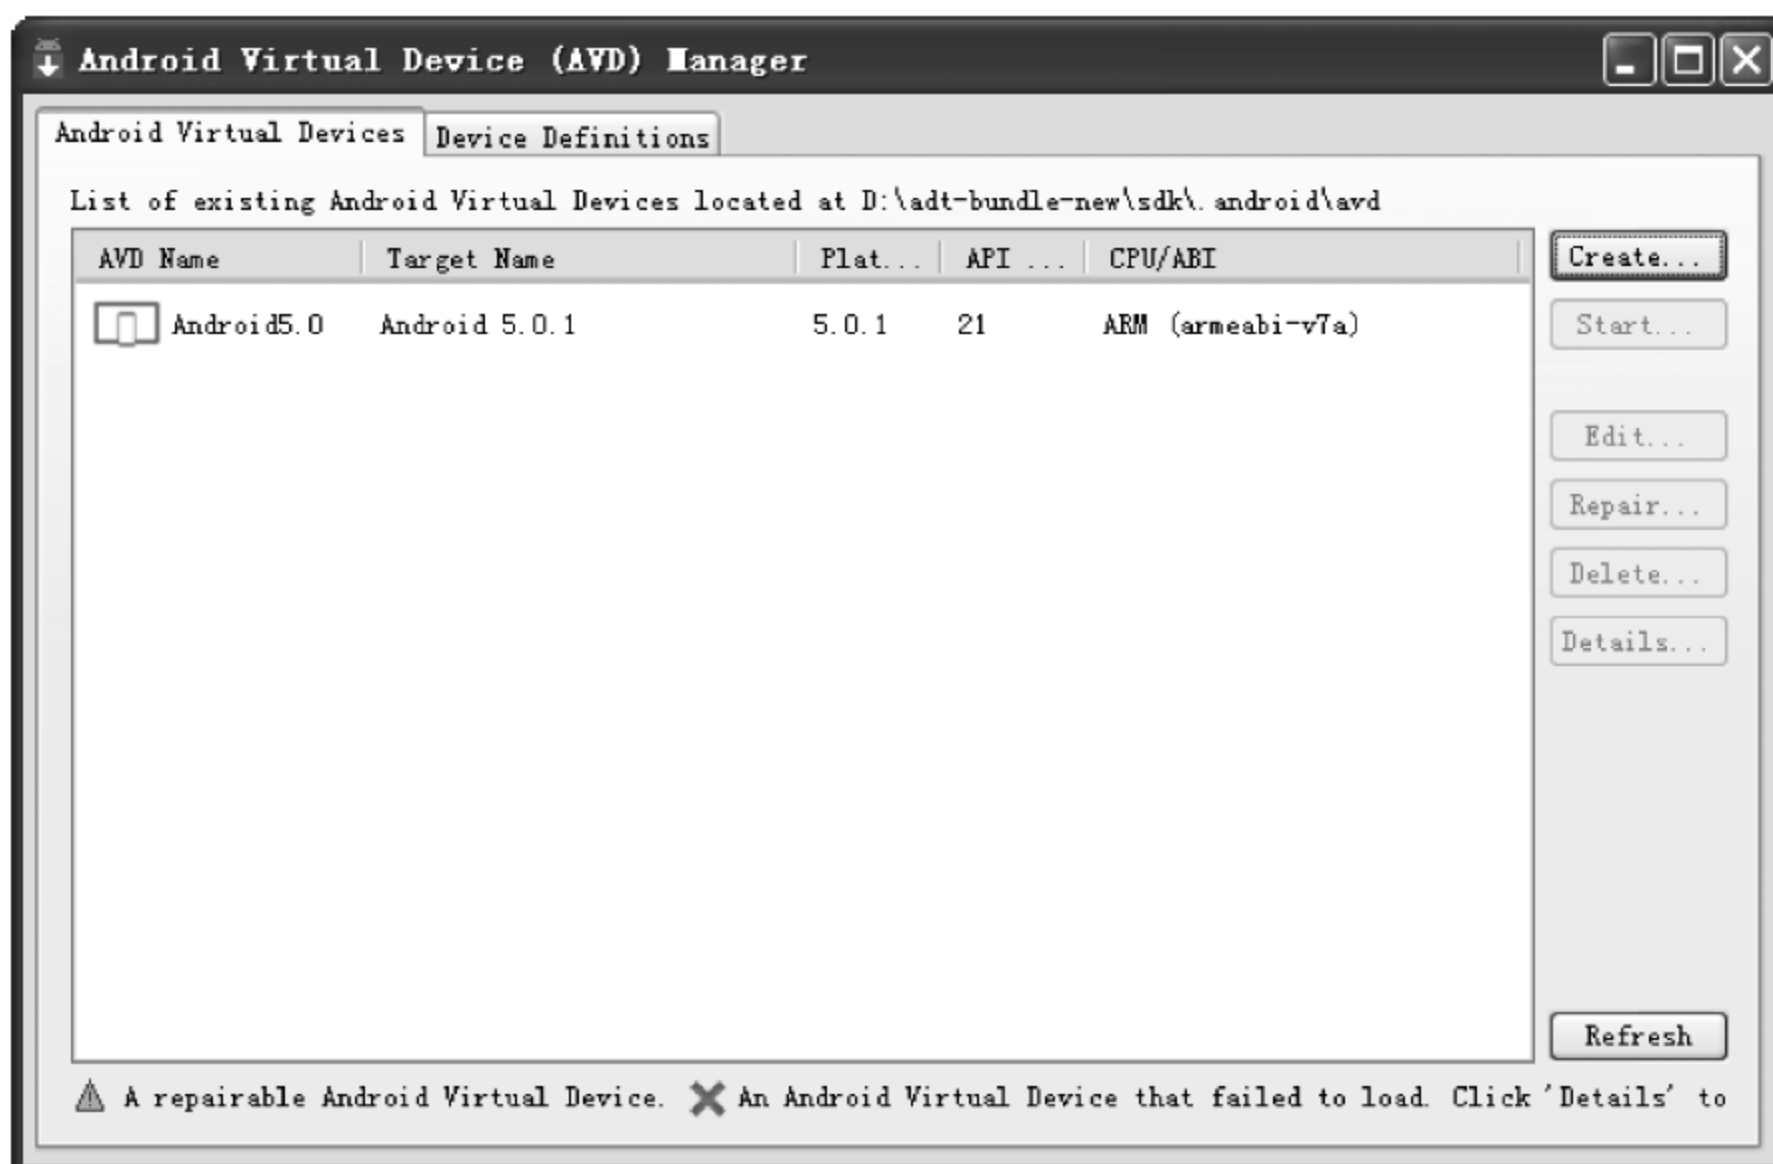 Android Virtual Device (AVD) Manager
Android Virtual Devices
Device Definitions
List of existing Android Virtual Devices located at D:\adt-bundle-new\sdk\.android\avd
AVD Name Target Name Plat... API ... CPU/ABI
Create...
Android5.0 Android 5.0.1 5.0.1 21 ARM (armeabi-v7a)
Start...
Edit...
Repair...
Delete...
Details...
Refresh
A repairable Android Virtual Device. An Android Virtual Device that failed to load. Click 'Details' to